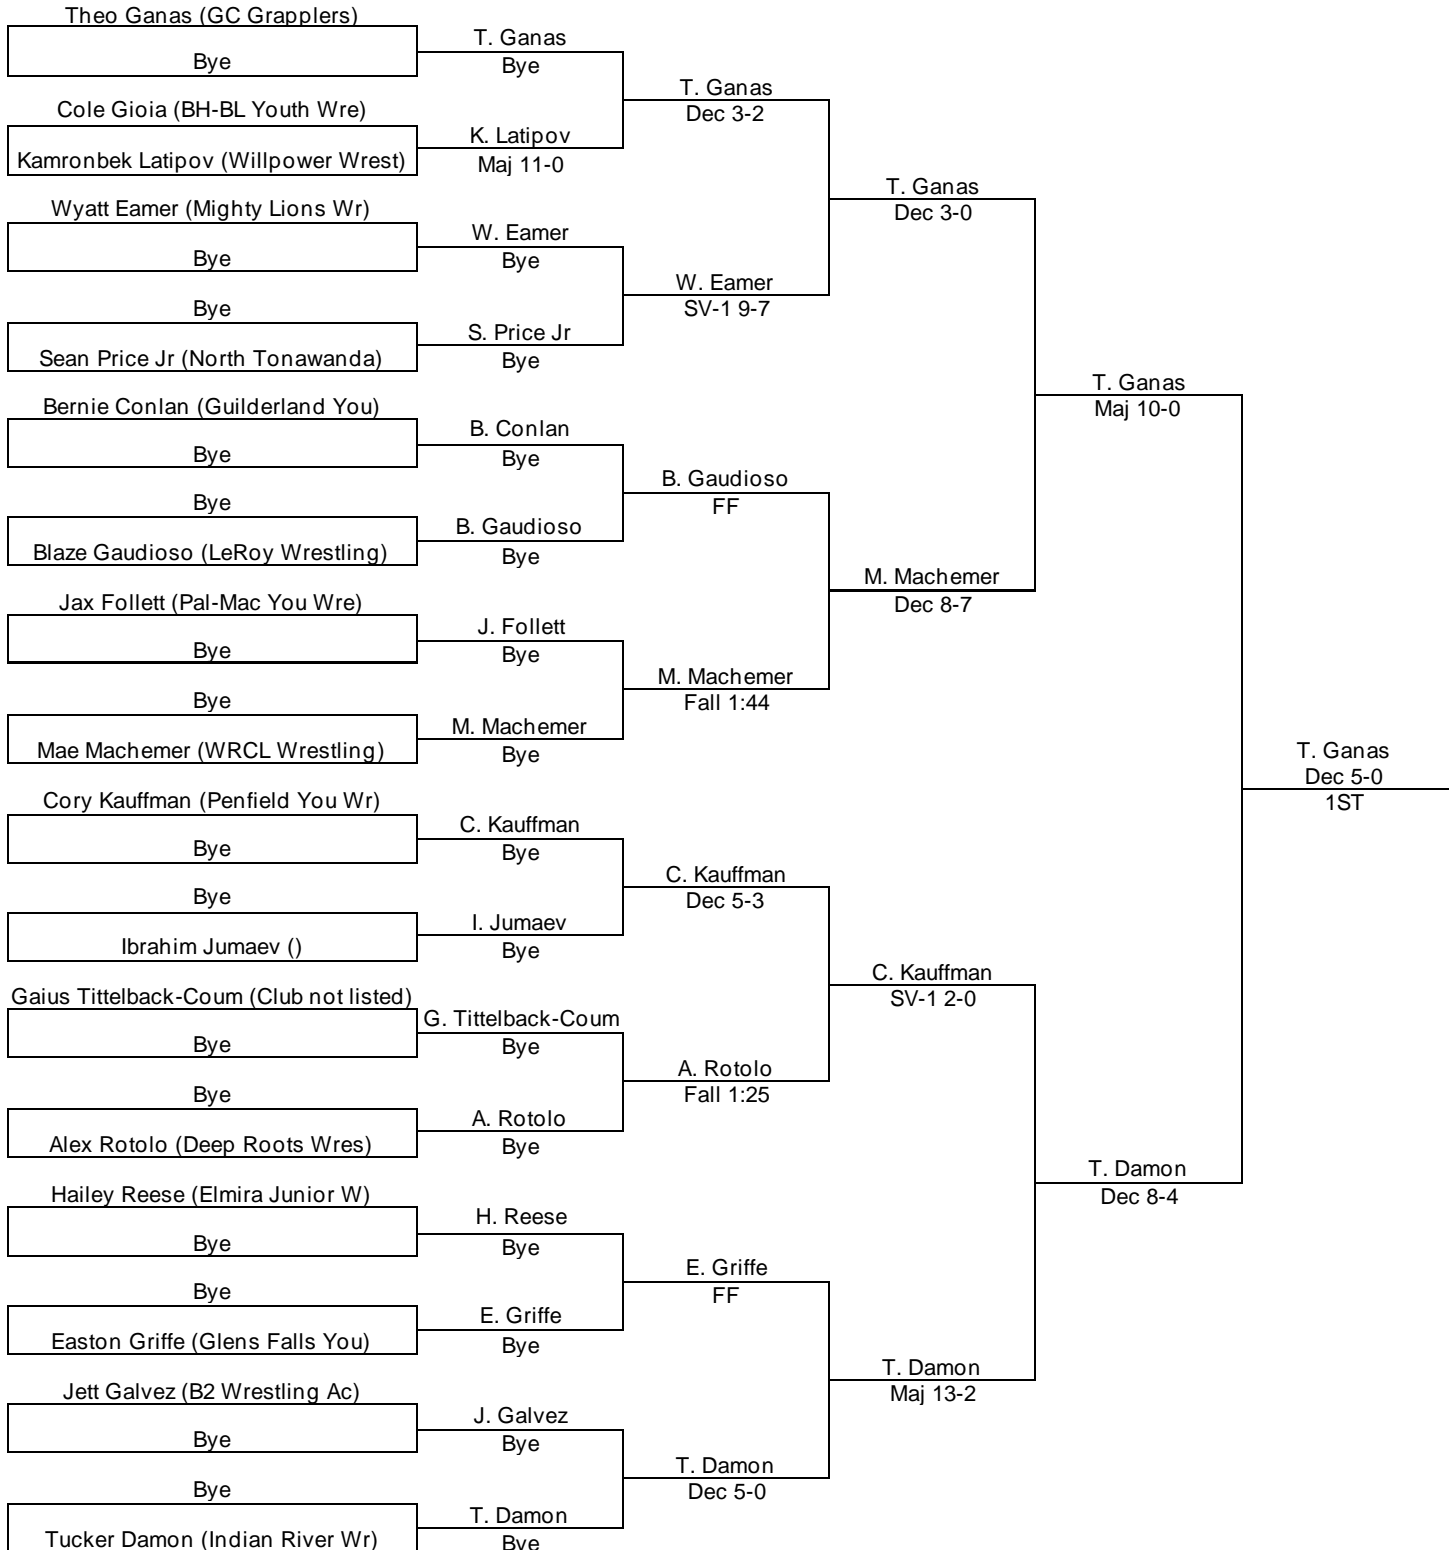 Theo Ganas (GC Grapplers)
Bye
Cole Gioia (BH-BL Youth Wre)
Kamronbek Latipov (Willpower Wrest)
Wyatt Eamer (Mighty Lions Wr)
Bye
Bye
Sean Price Jr (North Tonawanda)
Bernie Conlan (Guilderland You)
Bye
Bye
Blaze Gaudioso (LeRoy Wrestling)
Jax Follett (Pal-Mac You Wre)
Bye
Bye
Mae Machemer (WRCL Wrestling)
Cory Kauffman (Penfield You Wr)
Bye
Bye
Ibrahim Jumaev ()
Gaius Tittelback-Coum (Club not listed)
Bye
Bye
Alex Rotolo (Deep Roots Wres)
Hailey Reese (Elmira Junior W)
Bye
Bye
Easton Griffe (Glens Falls You)
Jett Galvez (B2 Wrestling Ac)
Bye
Bye
Tucker Damon (Indian River Wr)
T. Ganas
Bye
K. Latipov
Maj 11-0
W. Eamer
Bye
S. Price Jr
Bye
B. Conlan
Bye
B. Gaudioso
Bye
J. Follett
Bye
M. Machemer
Bye
C. Kauffman
Bye
I. Jumaev
Bye
G. Tittelback-Coum
Bye
A. Rotolo
Bye
H. Reese
Bye
E. Griffe
Bye
J. Galvez
Bye
T. Damon
Bye
T. Ganas
Dec 3-2
W. Eamer
SV-1 9-7
B. Gaudioso
FF
M. Machemer
Fall 1:44
C. Kauffman
Dec 5-3
A. Rotolo
Fall 1:25
E. Griffe
FF
T. Damon
Dec 5-0
T. Ganas
Dec 3-0
M. Machemer
Dec 8-7
C. Kauffman
SV-1 2-0
T. Damon
Maj 13-2
T. Ganas
Maj 10-0
T. Damon
Dec 8-4
T. Ganas
Dec 5-0
1ST